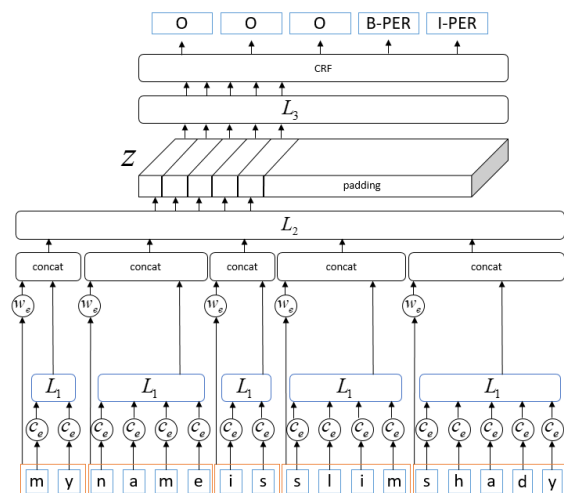 O O O B-PER I-PER
CRF
L3
Z
padding
L2
concat concat concat concat concat
we we we we we
L1 L1 L1 L1 L1
ce ce ce ce ce ce ce ce ce ce ce ce ce ce ce ce ce
m y n a m e i s s l i m s h a d y